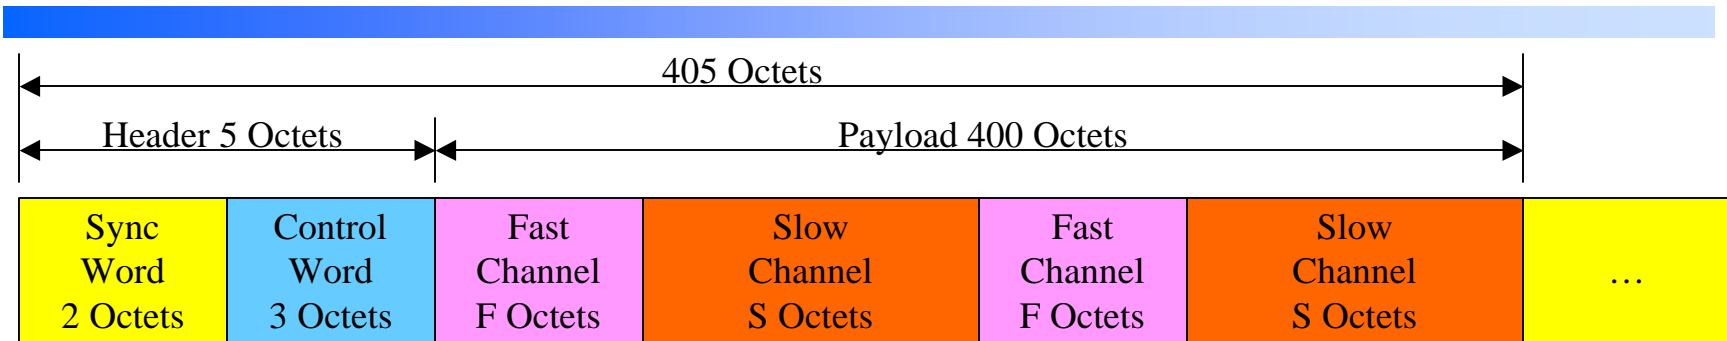 405 Octets
Header 5 Octets
Payload 400 Octets
Sync
Word
2 Octets
Control
Word
3 Octets
Fast
Channel
F Octets
Slow
Channel
S Octets
Fast
Channel
F Octets
Slow
Channel
S Octets
…